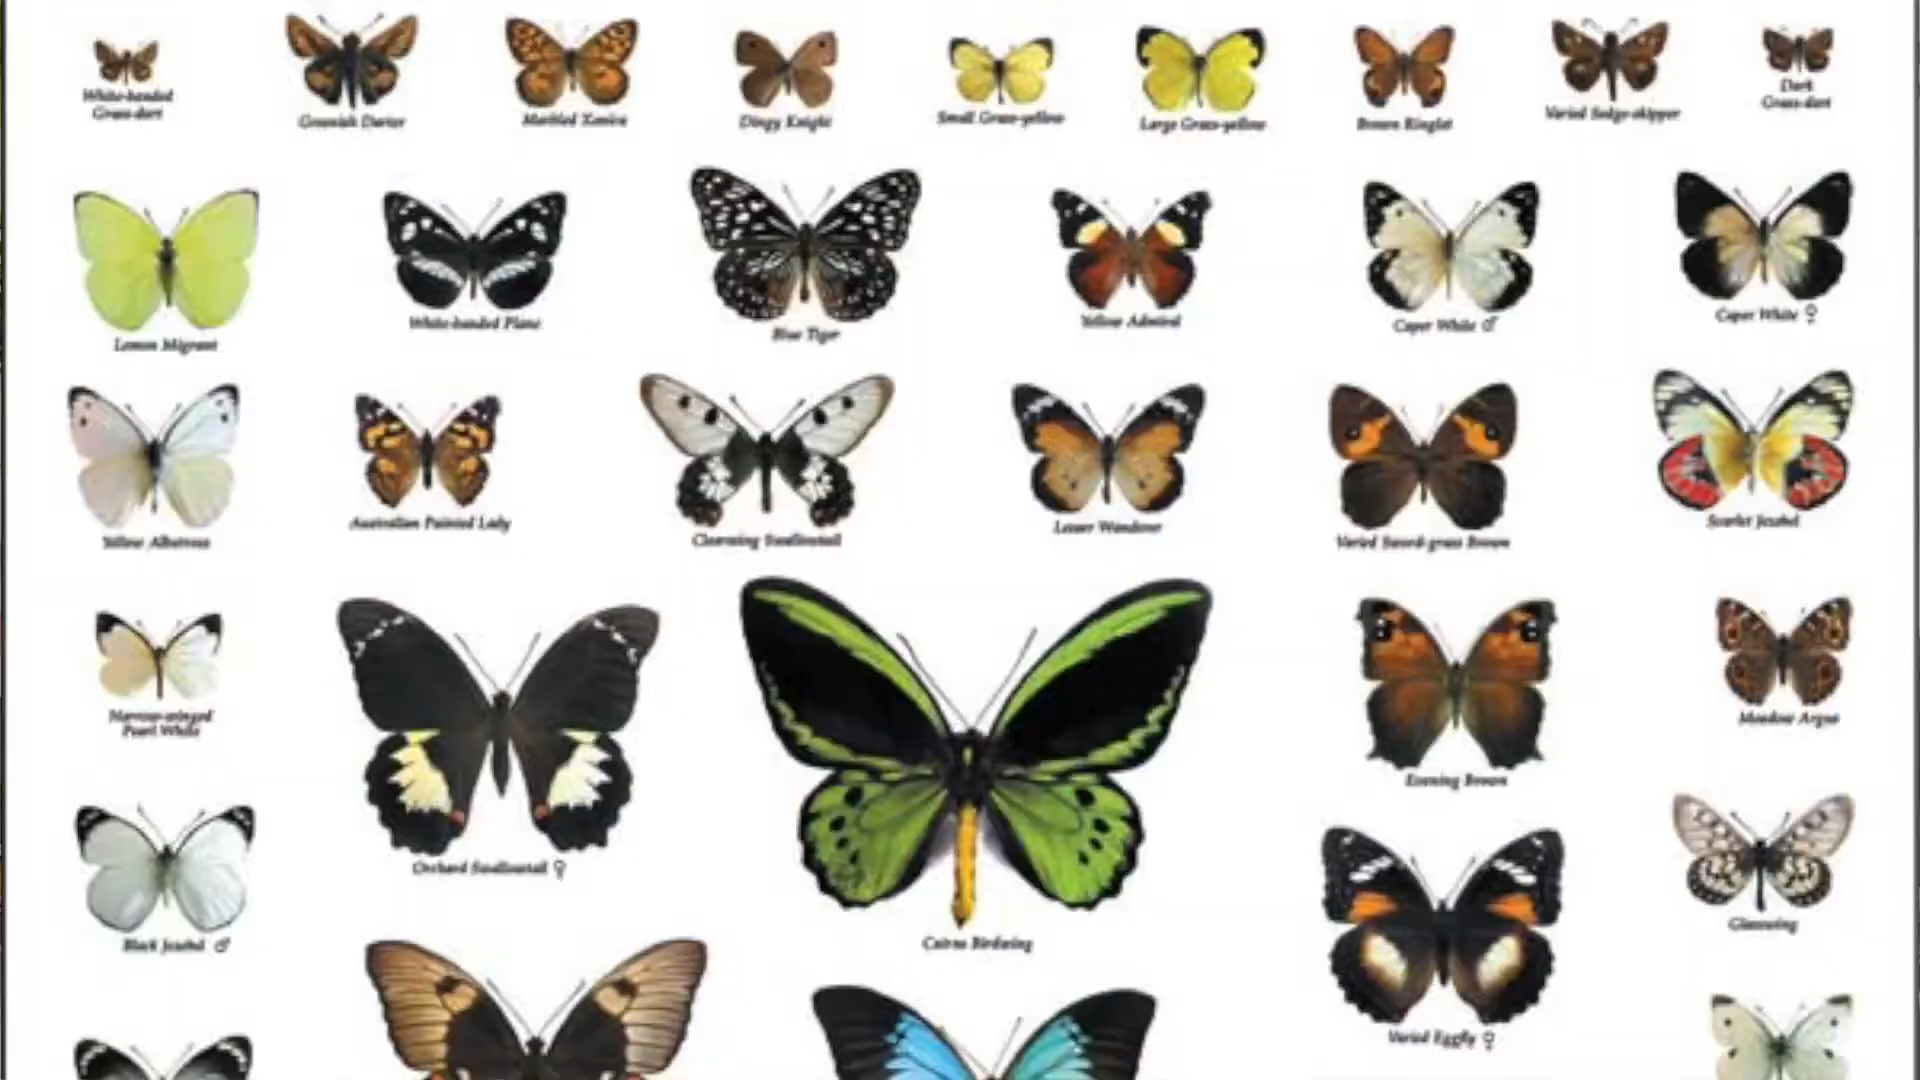 White-banded
Grass-dart
Greenish Darter
Marbled Xenica
Dingy Knight
Small Grass-yellow
Large Grass-yellow
Brown Ringlet
Varied Sedge-skipper
Dark
Grass-dart
Lemon Migrant
White-banded Plane
Blue Tiger
Yellow Admiral
Caper White ♂
Caper White ♀
Yellow Albatross
Australian Painted Lady
Clearwing Swallowtail
Lesser Wanderer
Varied Sword-grass Brown
Scarlet Jezebel
Narrow-winged
Pearl White
Orchard Swallowtail ♀
Cairns Birdwing
Evening Brown
Meadow Argus
Black Jezebel ♂
Glasswing
Varied Eggfly ♀